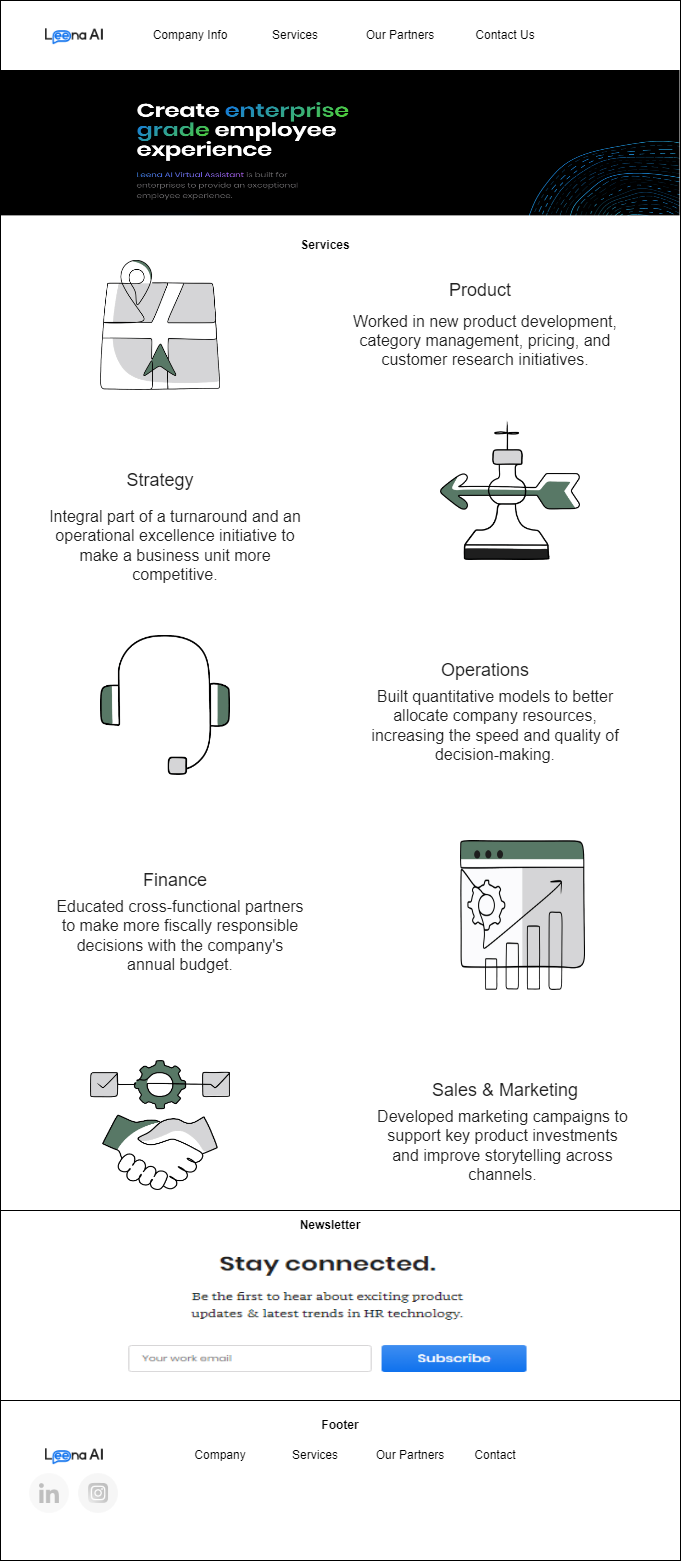 Leena AI Company Info Services Our Partners Contact Us
Create enterprise
grade employee
experience
Leena AI Virtual Assistant is built for
enterprises to provide an exceptional
employee experience.
Services
Product
Worked in new product development,
category management, pricing, and
customer research initiatives.
Strategy
Integral part of a turnaround and an
operational excellence initiative to
make a business unit more
competitive.
Operations
Built quantitative models to better
allocate company resources,
increasing the speed and quality of
decision-making.
Finance
Educated cross-functional partners
to make more fiscally responsible
decisions with the company's
annual budget.
Sales & Marketing
Developed marketing campaigns to
support key product investments
and improve storytelling across
channels.
Newsletter
Stay connected.
Be the first to hear about exciting product
updates & latest trends in HR technology.
Your work email Subscribe
Footer
Leena AI Company Services Our Partners Contact
in